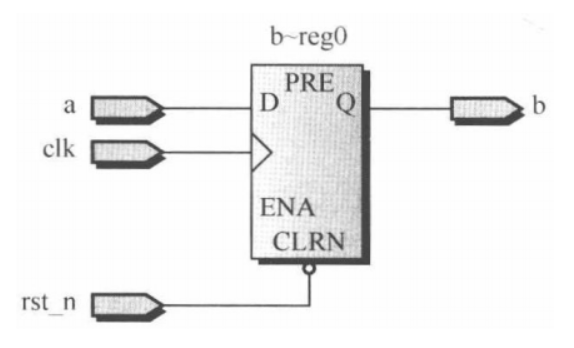 b~reg0
PRE
a
D
Q
b
clk
ENA
CLRN
rst_n